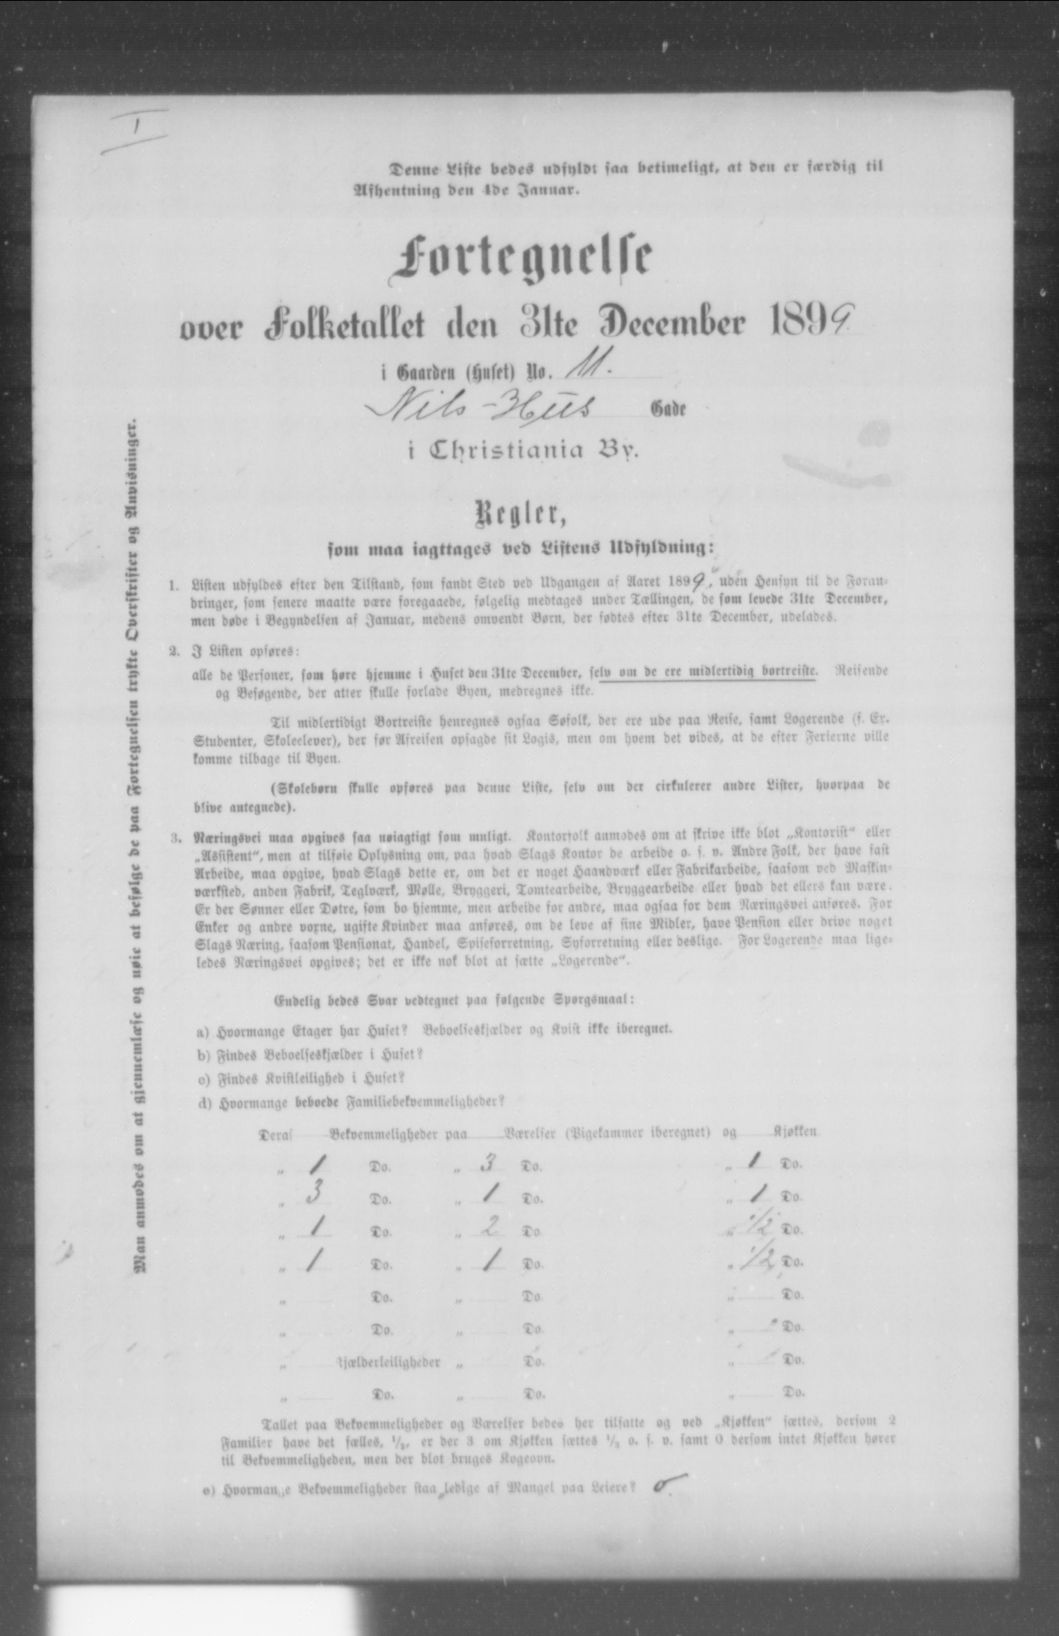 I
Denne Liste bedes udfyldt saa betimeligt, at den er færdig til
Afhentning den 4de Januar.
Fortegnelse
over Folketallet den 31te December 1899.
i Gaarden (Huset) No. 11.
Nils-Hus Gade
i Christiania By.
Regler,
som maa iagttages ved Listens Udfyldning:
1. Listen udfyldes efter den Tilstand, som fandt Sted ved Udgangen af Aaret 1899, uden Hensyn til de Foran-
dringer, som senere maatte være foregaaede, følgelig medtages under Tællingen, de som levede 31te December,
men døde i Begyndelsen af Januar, medens omvendt Børn, der fødtes efter 31te December, udelades.
2. I Listen opføres:
alle de Personer, som høre hjemme i Huset den 31te December, selv om de ere midlertidig bortreiste. Reisende
og Besøgende, der atter skulle forlade Byen, medregnes ikke.
Til midlertidigt Bortreiste henregnes ogsaa Søfolk, der ere ude paa Reise, samt Logerende (f. Ex.
Studenter, Skoleelever), der før Afreisen opsagde sit Logis, men om hvem det vides, at de efter Ferierne ville
komme tilbage til Byen.
(Skolebørn skulle opføres paa denne Liste, selv om der cirkulerer andre Lister, hvorpaa de
blive antegnede).
3. Næringsvei maa opgives saa nøiagtigt som muligt. Kontorfolk anmodes om at skrive ikke blot „Kontorist“ eller
„Assistent“, men at tilføie Oplysning om, paa hvad Slags Kontor de arbeide o. s. v. Andre Folk, der have fast
Arbeide, maa opgive, hvad Slags dette er, om det er noget Haandværk eller Fabrikarbeide, saasom ved Maskin-
værksted, anden Fabrik, Teglværk, Mølle, Bryggeri, Tomtearbeide, Bryggearbeide eller hvad det ellers kan være.
Er der Sønner eller Døtre, som bo hjemme, men arbeide for andre, maa ogsaa for dem Næringsvei anføres. For
Enker og andre voxne, ugifte Kvinder maa anføres, om de leve af sine Midler, have Pension eller drive noget
Slags Næring, saasom Pensionat, Handel, Spiseforretning, Syforretning eller deslige. For Logerende maa lige-
ledes Næringsvei opgives; det er ikke nok blot at sætte „Logerende“.
Endelig bedes Svar vedtegnet paa følgende Spørgsmaal:
a) Hvormange Etager har Huset? Beboelseskjælder og Kvist ikke iberegnet.
b) Findes Beboelseskjælder i Huset?
c) Findes Kvistleilighed i Huset?
d) Hvormange beboede Familiebekvemmeligheder?
Deraf Bekvemmeligheder paa Værelser (Pigekammer iberegnet) og Kjøkken
„ 1 Do. „ 3 Do. „ 1 Do.
„ 3 Do. „ 1 Do. „ 1 Do.
„ 1 Do. „ 2 Do. „ 1/2 Do.
„ 1 Do. „ 1 Do. „ 1/2 Do.
„ Do. „ Do. „ Do.
„ Do. „ Do. „ Do.
„ Kjælderleiligheder „ Do. „ Do.
„ Do. „ Do. „ Do.
Tallet paa Bekvemmeligheder og Værelser bedes her tilsatte og ved „Kjøkken“ sættes, dersom 2
Familier have det fælles, 1/2, er der 3 om Kjøkken sættes 1/3 o. s. v. samt 0 dersom intet Kjøkken hører
til Bekvemmeligheden, men der blot bruges Kogeovn.
e) Hvormange Bekvemmeligheder staa ledige af Mangel paa Leiere? 0.
Man anmodes om at gjennemlæse og nøie at befølge de paa Fortegnelsen trykte Overskrifter og Anvisninger.